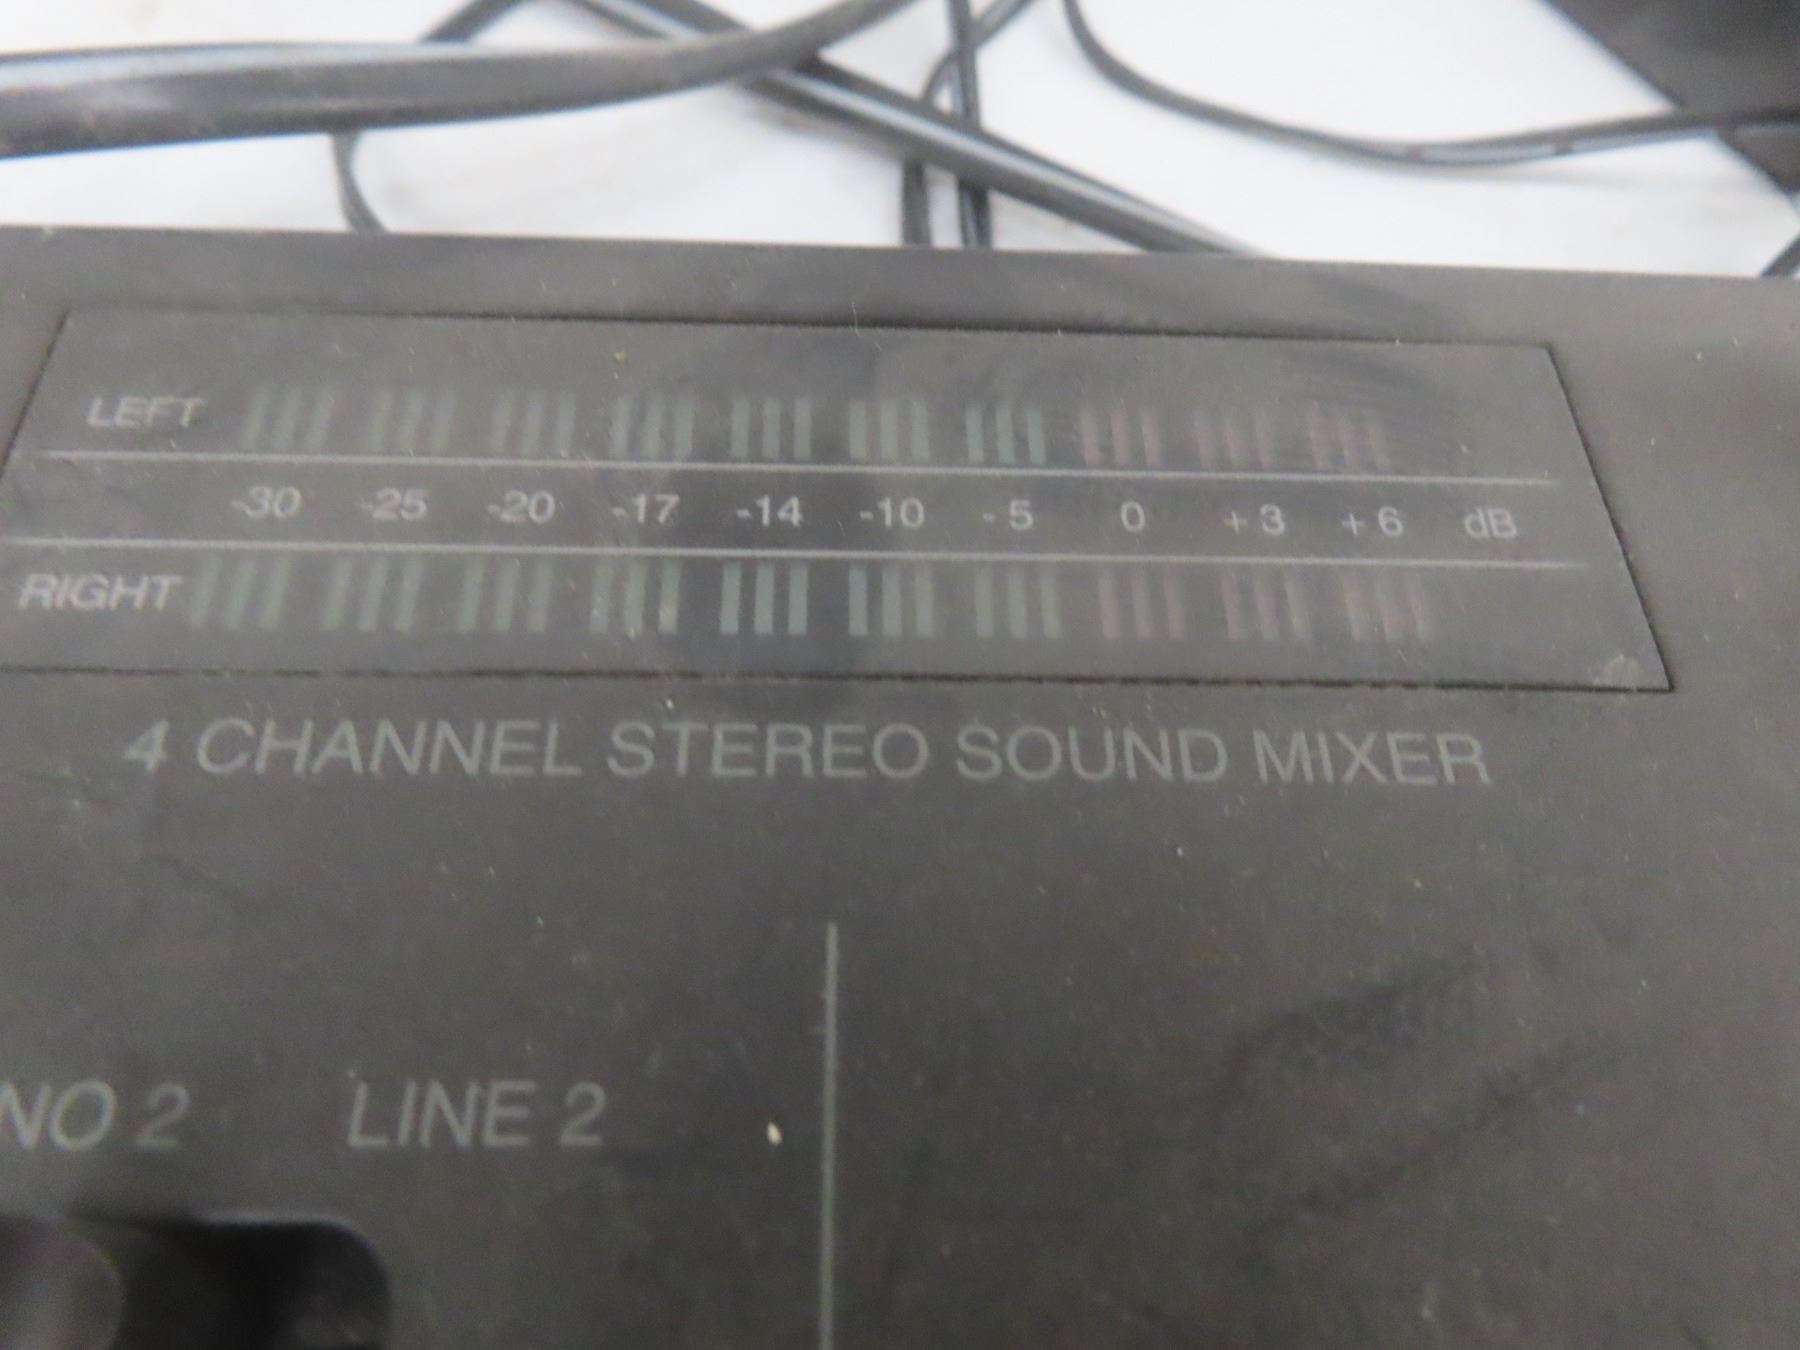 LEFT
-30 -25 -20 -17 -14 -10 -5 0 +3 +6 dB
RIGHT
4 CHANNEL STEREO SOUND MIXER
NO 2 LINE 2